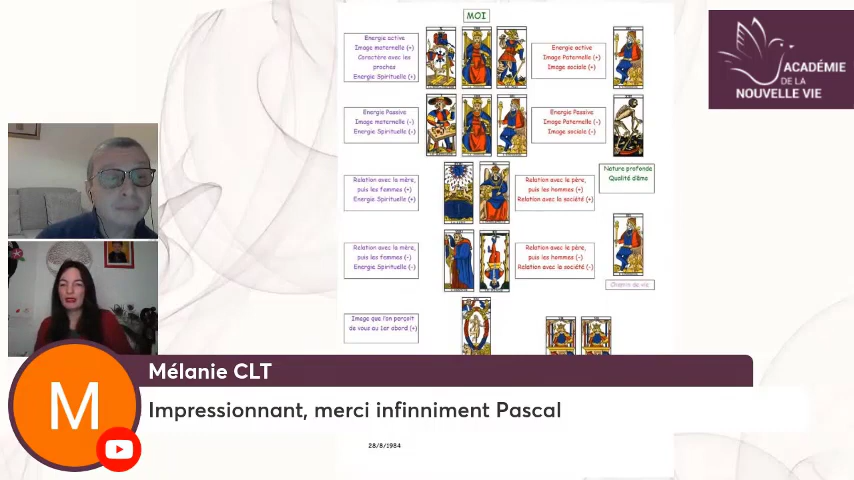 MOI
Energie active
Image maternelle (+)
Caractère avec les
proches
Energie Spirituelle (+)
Energie active
Image Paternelle (+)
Image sociale (+)
ACADÉMIE
DE LA
NOUVELLE VIE
Energie Passive
Image maternelle (-)
Energie Spirituelle (-)
Energie Passive
Image Paternelle (-)
Image sociale (-)
Nature profonde
Qualité d'âme
Relation avec la mère,
puis les femmes (+)
Energie Spirituelle (+)
Relation avec le père,
puis les hommes (+)
Relation avec la société (+)
Relation avec la mère,
puis les femmes (-)
Energie Spirituelle (-)
Relation avec le père,
puis les hommes (-)
Relation avec la société (-)
Chemin de vie
Image que l'on perçoit
de vous au 1er abord (+)
M
Mélanie CLT
Impressionnant, merci infinniment Pascal
28/8/1984